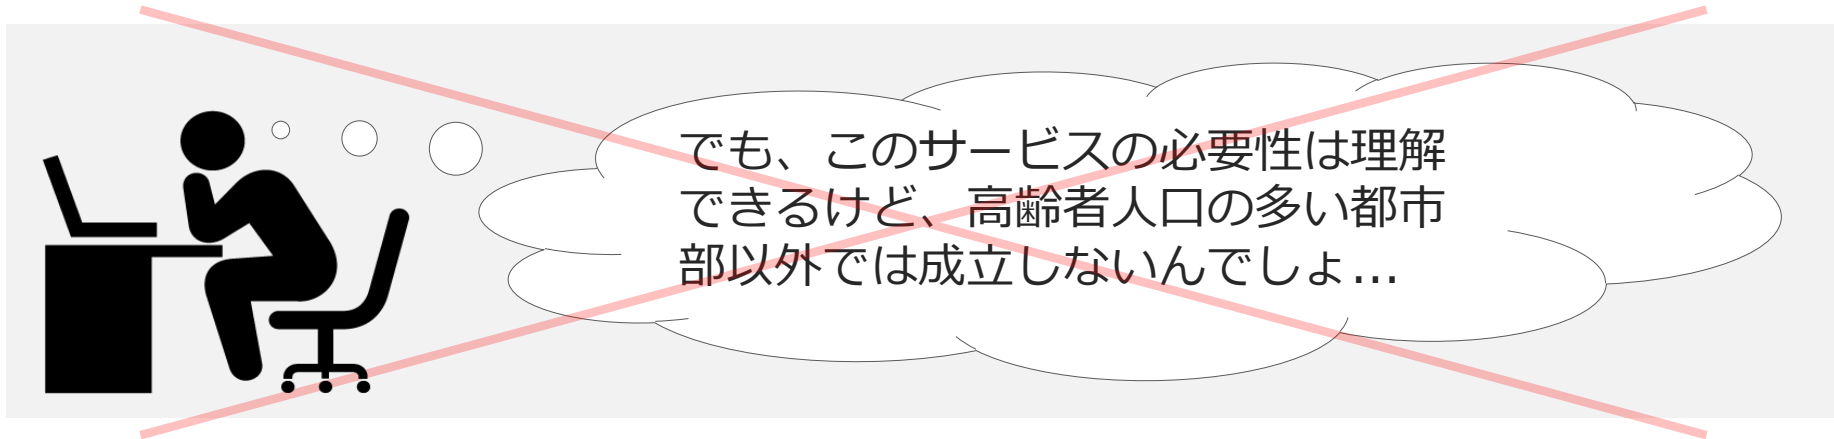 でも、このサービスの必要性は理解
できるけど、高齢者人口の多い都市
部以外では成立しないんでしょ…